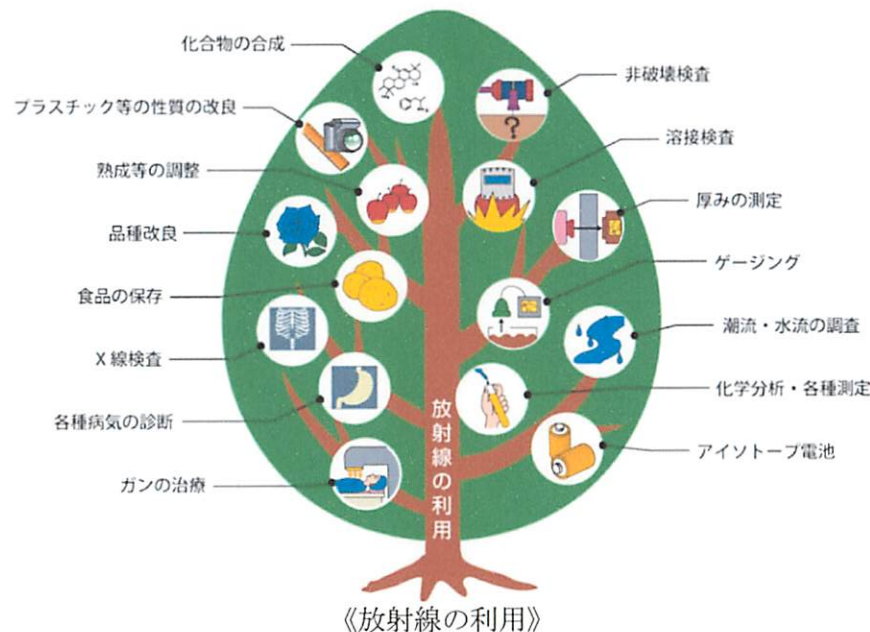 化合物の合成
プラスチック等の性質の改良
熟成等の調整
品種改良
食品の保存
X線検査
各種病気の診断
ガンの治療
非破壊検査
溶接検査
厚みの測定
ゲージング
潮流・水流の調査
化学分析・各種測定
アイソトープ電池
?
放射線の利用
《放射線の利用》